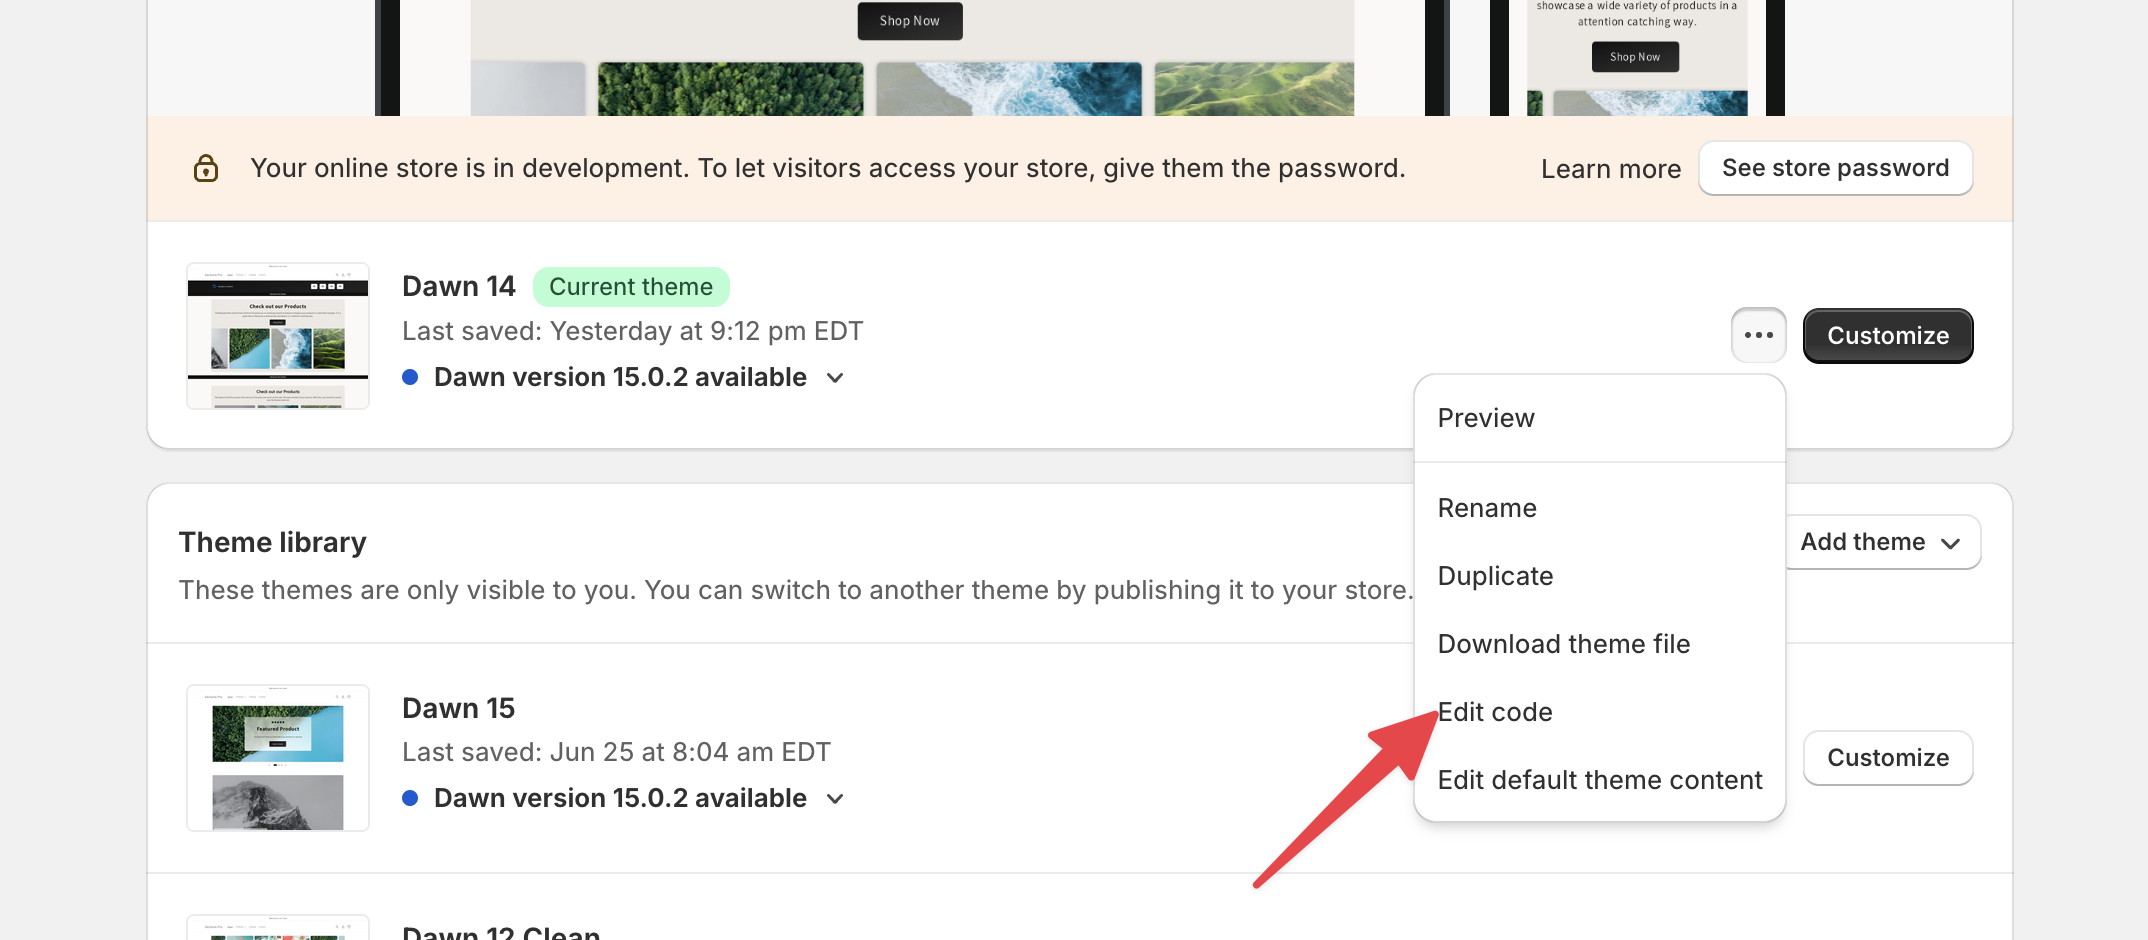 Shop Now
showcase a wide variety of products in a
attention catching way.
Shop Now
Your online store is in development. To let visitors access your store, give them the password.
Learn more
See store password
Dawn 14
Current theme
Last saved: Yesterday at 9:12 pm EDT
Dawn version 15.0.2 available
Customize
Preview
Rename
Duplicate
Download theme file
Edit code
Edit default theme content
Theme library
Add theme
These themes are only visible to you. You can switch to another theme by publishing it to your store.
Check out our Products
Check out our Products
Dawn 15
Last saved: Jun 25 at 8:04 am EDT
Dawn version 15.0.2 available
Customize
Featured Product
Dawn 12 Clean